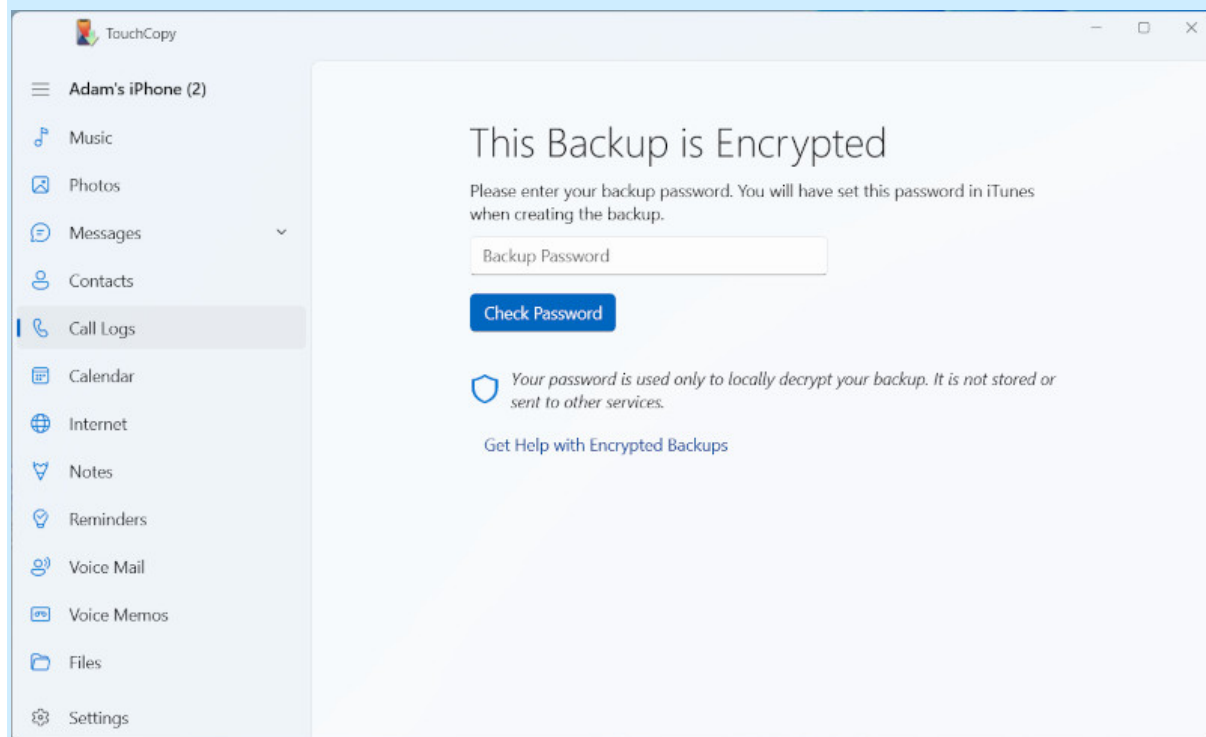 TouchCopy
Adam's iPhone (2)
Music
Photos
Messages
Contacts
Call Logs
Calendar
Internet
Notes
Reminders
Voice Mail
Voice Memos
Files
Settings
This Backup is Encrypted
Please enter your backup password. You will have set this password in iTunes
when creating the backup.
Backup Password
Check Password
Your password is used only to locally decrypt your backup. It is not stored or
sent to other services.
Get Help with Encrypted Backups